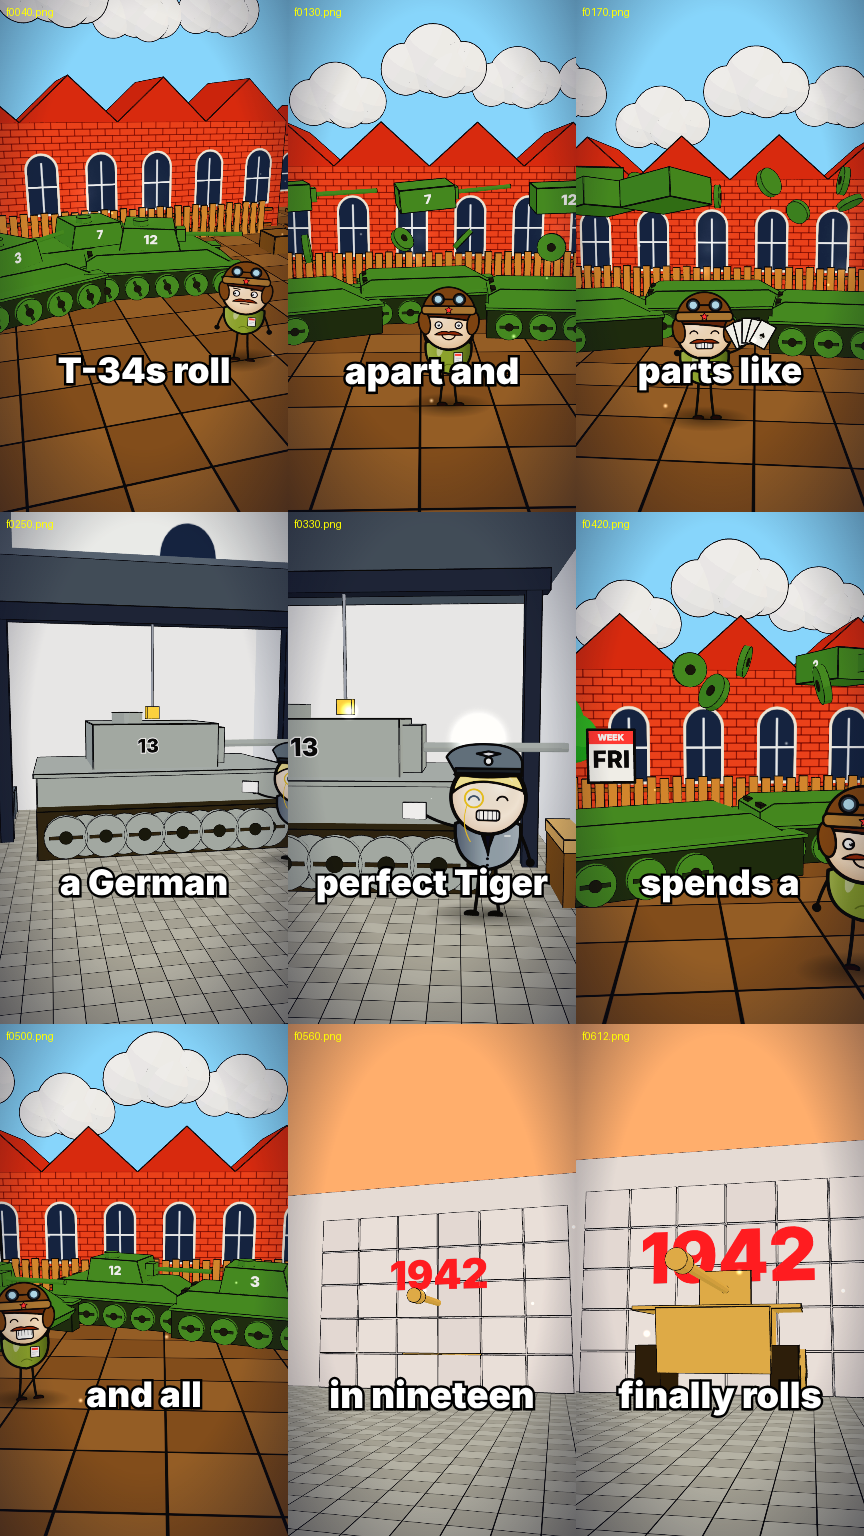 f0040.png
3
7
12
T-34s roll
f0130.png
7
12
apart and
f0170.png
parts like
f0250.png
13
a German
f0330.png
13
perfect Tiger
f0420.png
WEEK
FRI
spends a
f0500.png
12
3
and all
f0560.png
1942
in nineteen
f0612.png
1942
finally rolls